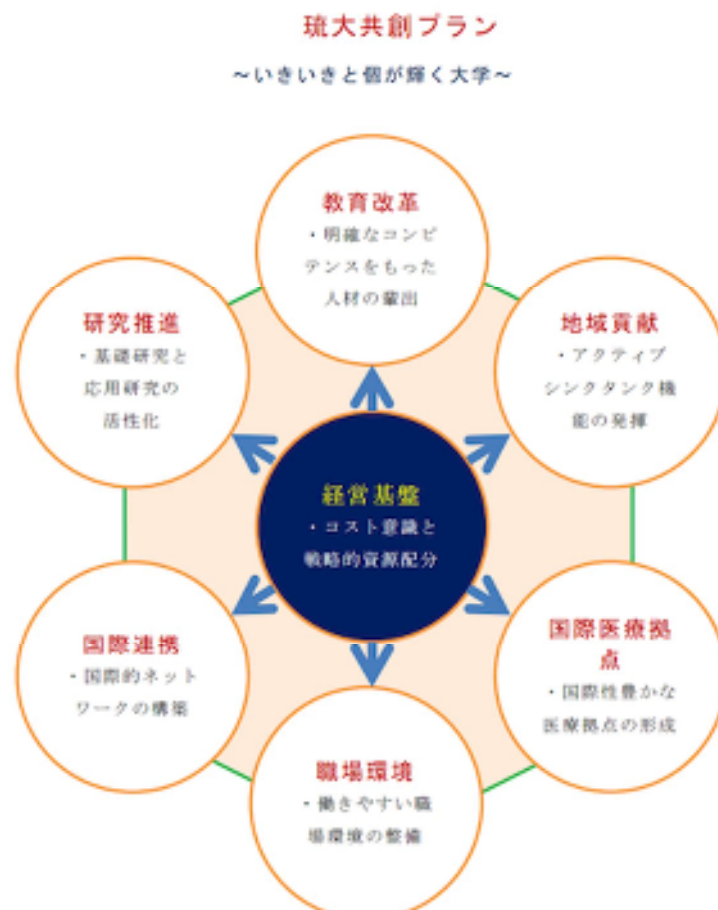 琉大共創プラン
～いきいきと個が輝く大学～
教育改革
・明確なコンピ
テンスをもった
人材の輩出
研究推進
・基礎研究と
応用研究の
活性化
地域貢献
・アクティブ
シンクタンク機
能の発揮
経営基盤
・コスト意識と
戦略的資源配分
国際連携
・国際的ネット
ワークの構築
国際医療拠
点
・国際性豊かな
医療拠点の形成
職場環境
・働きやすい職
場環境の整備